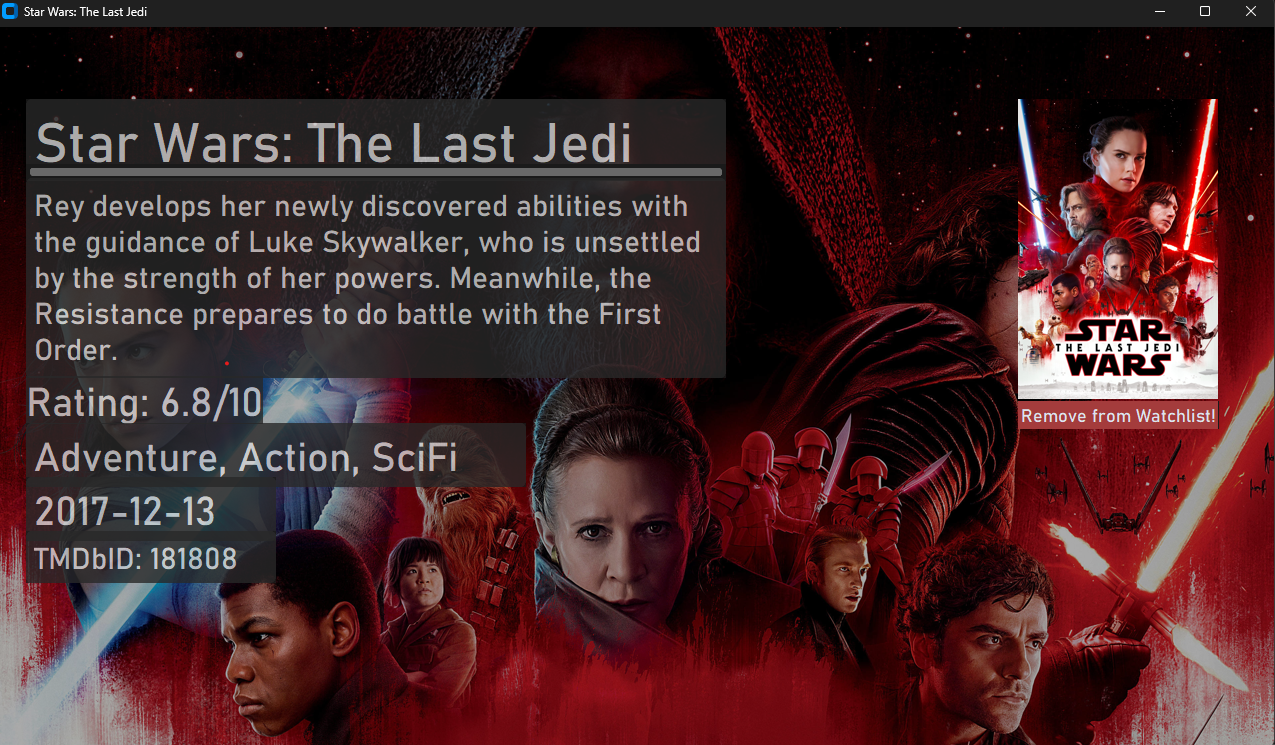 Star Wars: The Last Jedi
Star Wars: The Last Jedi
Rey develops her newly discovered abilities with
the guidance of Luke Skywalker, who is unsettled
by the strength of her powers. Meanwhile, the
Resistance prepares to do battle with the First
Order.
Rating: 6.8/10
Adventure, Action, SciFi
2017-12-13
TMDbID: 181808
STAR
THE LAST JEDI
WARS
Remove from Watchlist!